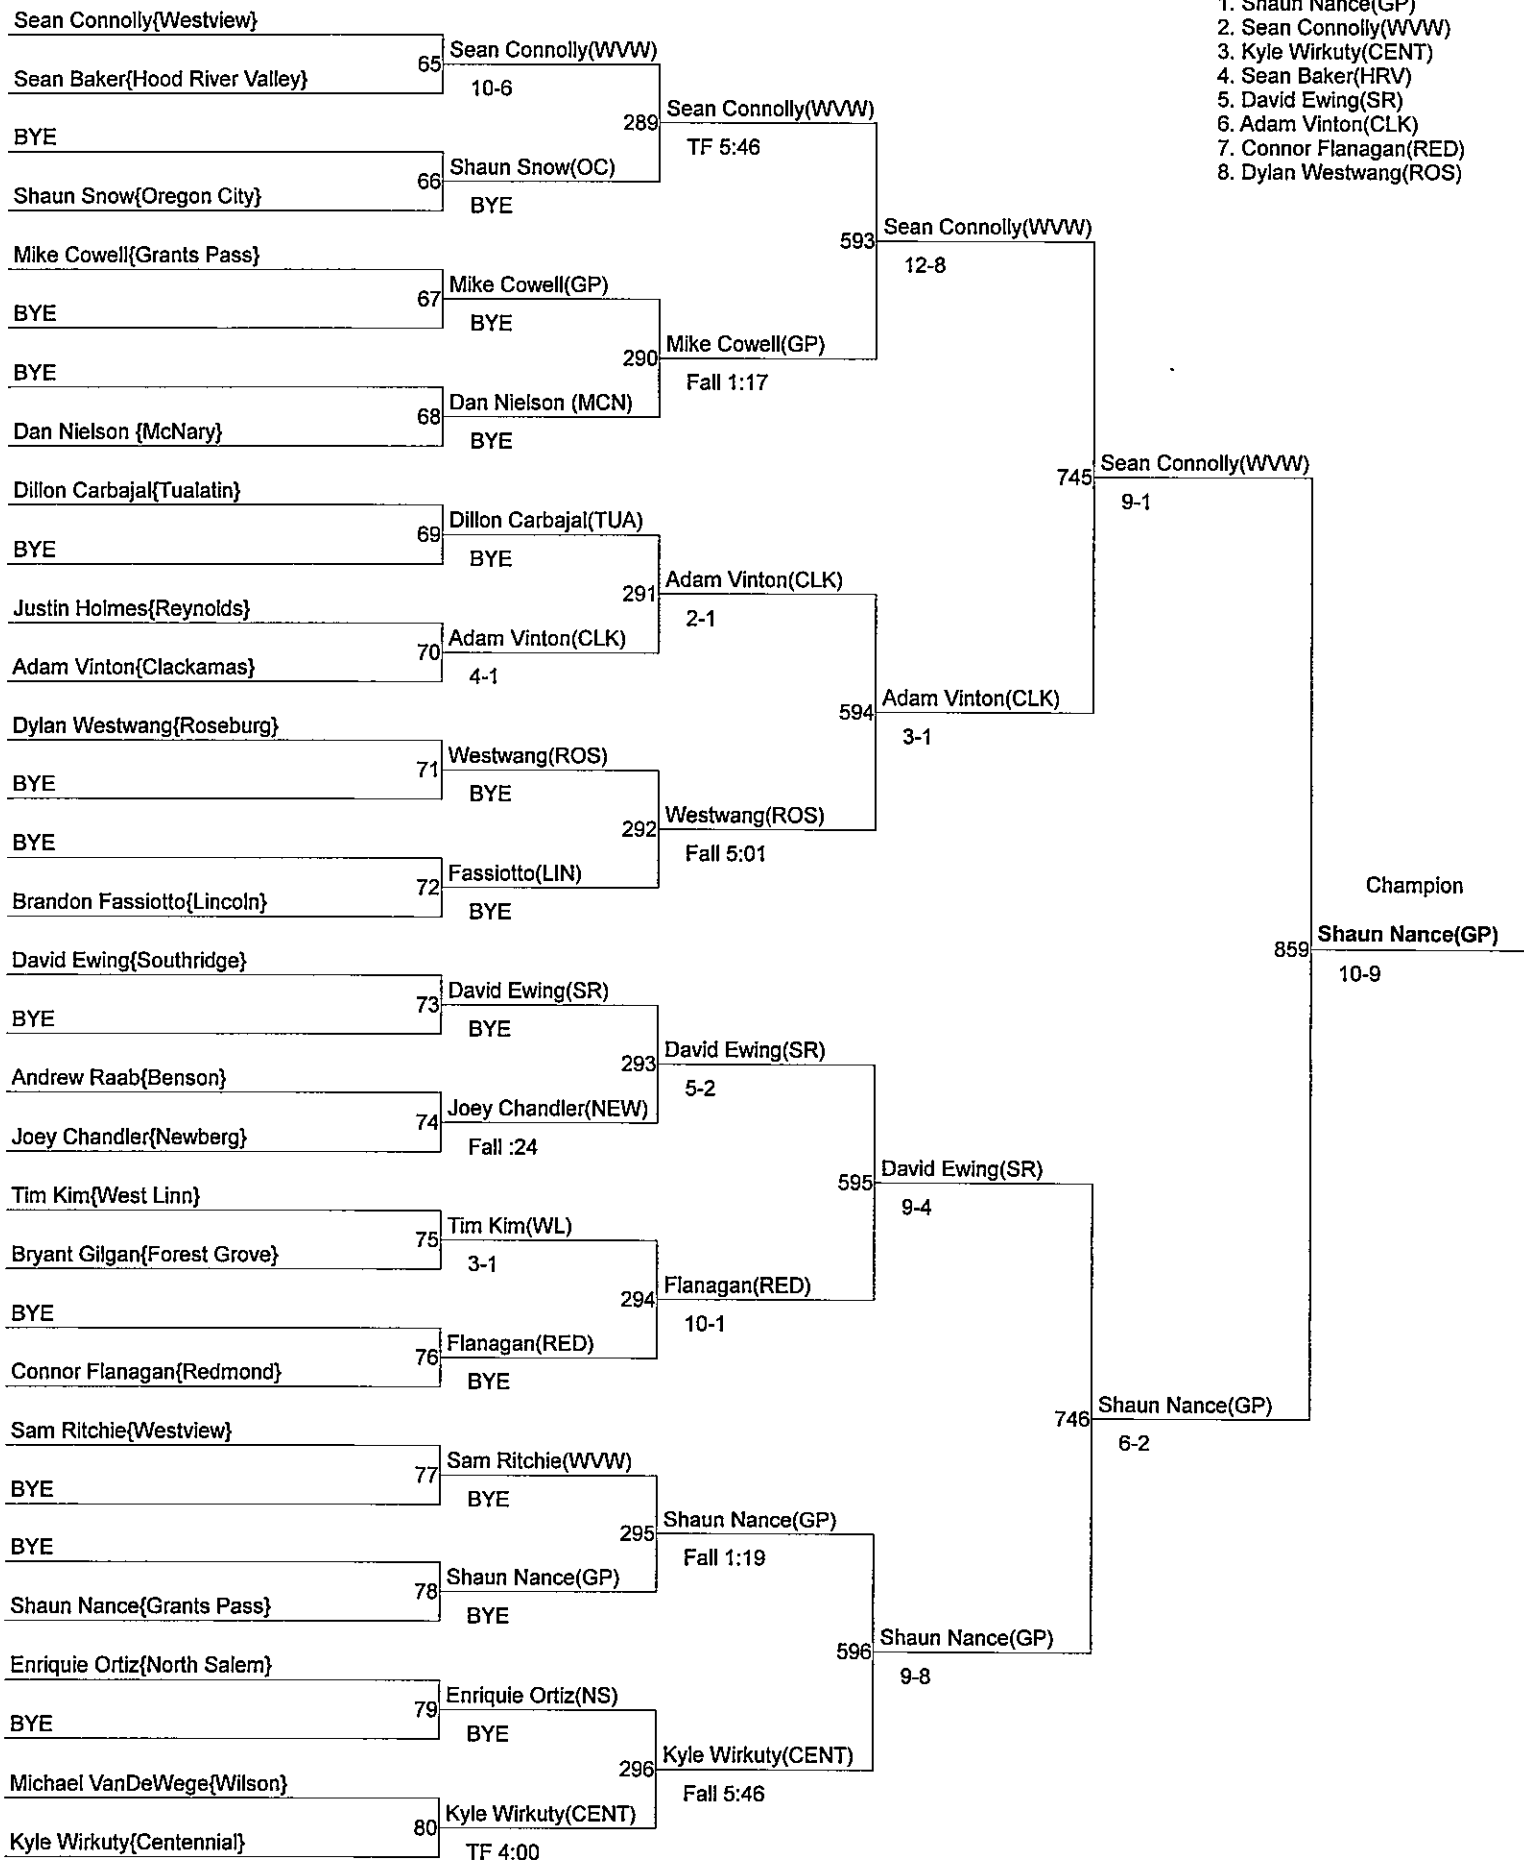 Sean Connolly{Westview}
Sean Baker{Hood River Valley}
BYE
Shaun Snow{Oregon City}
Mike Cowell{Grants Pass}
BYE
BYE
Dan Nielson {McNary}
Dillon Carbajal{Tualatin}
BYE
Justin Holmes{Reynolds}
Adam Vinton{Clackamas}
Dylan Westwang{Roseburg}
BYE
BYE
Brandon Fassiotto{Lincoln}
David Ewing{Southridge}
BYE
Andrew Raab{Benson}
Joey Chandler{Newberg}
Tim Kim{West Linn}
Bryant Gilgan{Forest Grove}
BYE
Connor Flanagan{Redmond}
Sam Ritchie{Westview}
BYE
BYE
Shaun Nance{Grants Pass}
Enriquie Ortiz{North Salem}
BYE
Michael VanDeWege{Wilson}
Kyle Wirkuty{Centennial}
65 Sean Connolly(WVW)
10-6
66 Shaun Snow(OC)
BYE
67 Mike Cowell(GP)
BYE
68 Dan Nielson (MCN)
BYE
69 Dillon Carbajal(TUA)
BYE
70 Adam Vinton(CLK)
4-1
71 Westwang(ROS)
BYE
72 Fassiotto(LIN)
BYE
73 David Ewing(SR)
BYE
74 Joey Chandler(NEW)
Fall :24
75 Tim Kim(WL)
3-1
76 Flanagan(RED)
BYE
77 Sam Ritchie(WVW)
BYE
78 Shaun Nance(GP)
BYE
79 Enriquie Ortiz(NS)
BYE
80 Kyle Wirkuty(CENT)
TF 4:00
289 Sean Connolly(WVW)
TF 5:46
290 Mike Cowell(GP)
Fall 1:17
291 Adam Vinton(CLK)
2-1
292 Westwang(ROS)
Fall 5:01
293 David Ewing(SR)
5-2
294 Flanagan(RED)
10-1
295 Shaun Nance(GP)
Fall 1:19
296 Kyle Wirkuty(CENT)
Fall 5:46
593 Sean Connolly(WVW)
12-8
594 Adam Vinton(CLK)
3-1
595 David Ewing(SR)
9-4
596 Shaun Nance(GP)
9-8
745 Sean Connolly(WVW)
9-1
746 Shaun Nance(GP)
6-2
Champion
859 Shaun Nance(GP)
10-9
1. Shaun Nance(GP)
2. Sean Connolly(WVW)
3. Kyle Wirkuty(CENT)
4. Sean Baker(HRV)
5. David Ewing(SR)
6. Adam Vinton(CLK)
7. Connor Flanagan(RED)
8. Dylan Westwang(ROS)